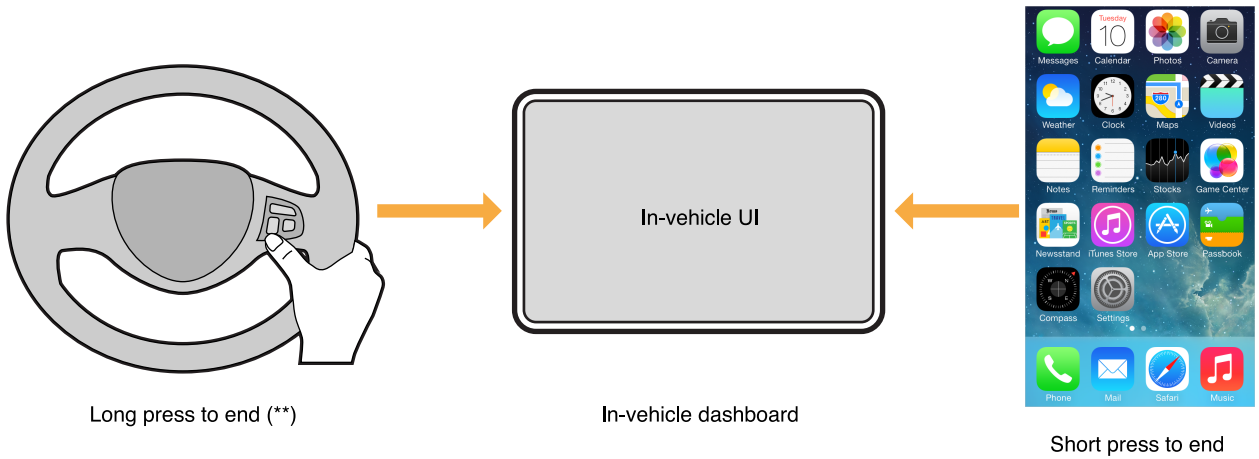 In-vehicle UI
Long press to end (**)
In-vehicle dashboard
Tuesday
10
Messages Calendar Photos Camera
280
Weather Clock Maps Videos
Notes Reminders Stocks Game Center
Newsstand iTunes Store App Store Passbook
Compass Settings
Phone Mail Safari Music
Short press to end